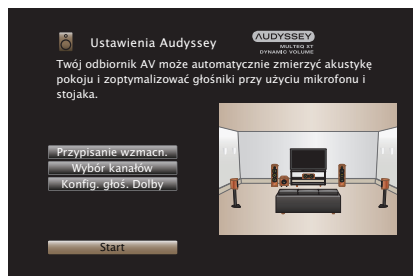 Ustawienia Audyssey
AUDYSSEY
MULTEQ XT
DYNAMIC VOLUME
Twój odbiornik AV może automatycznie zmierzyć akustykę
pokoju i zoptymalizować głośniki przy użyciu mikrofonu i
stojaka.
Przypisanie wzmacn.
Wybór kanałów
Konfig. głoś. Dolby
Start